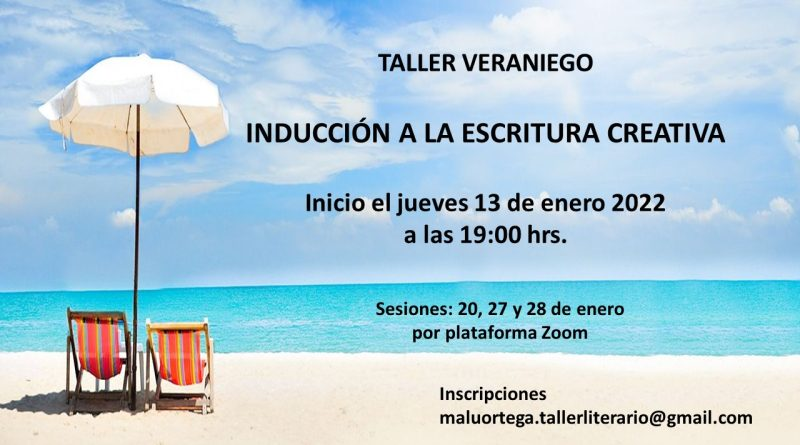 TALLER VERANIEGO
INDUCCIÓN A LA ESCRITURA CREATIVA
Inicio el jueves 13 de enero 2022
a las 19:00 hrs.
Sesiones: 20, 27 y 28 de enero
por plataforma Zoom
Inscripciones
maluortega.tallerliterario@gmail.com